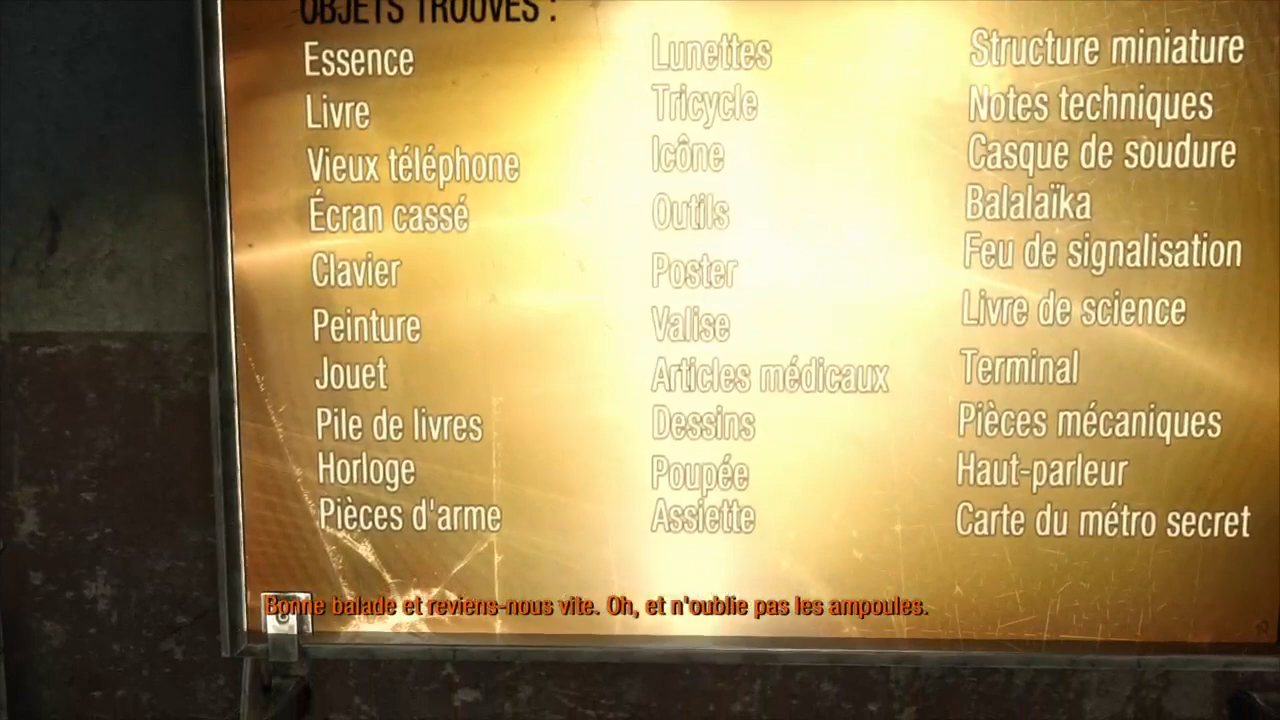 OBJETS TROUVÉS :
Essence
Livre
Vieux téléphone
Écran cassé
Clavier
Peinture
Jouet
Pile de livres
Horloge
Pièces d'arme
Lunettes
Tricycle
Icône
Outils
Poster
Valise
Articles médicaux
Dessins
Poupée
Assiette
Structure miniature
Notes techniques
Casque de soudure
Balalaïka
Feu de signalisation
Livre de science
Terminal
Pièces mécaniques
Haut-parleur
Carte du métro secret
Bonne balade et reviens-nous vite. Oh, et n'oublie pas les ampoules.